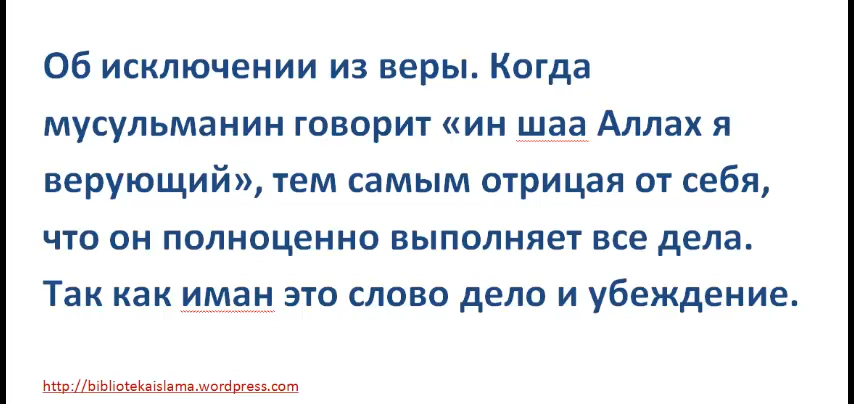 Об исключении из веры. Когда
мусульманин говорит «ин шаа Аллах я
верующий», тем самым отрицая от себя,
что он полноценно выполняет все дела.
Так как иман это слово дело и убеждение.
http://bibliotekaislama.wordpress.com